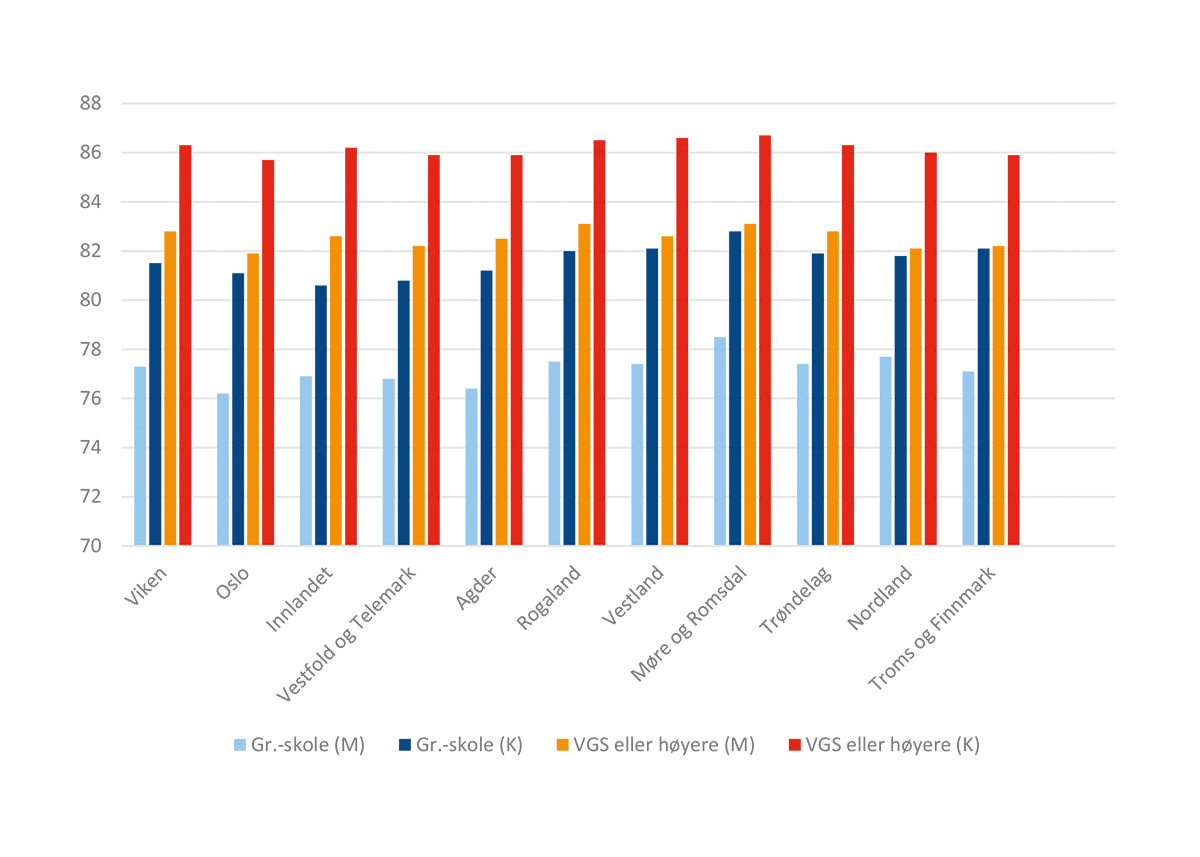 88
86
84
82
80
78
76
74
72
70
Viken
Oslo
Innlandet
Vestfold og Telemark
Agder
Rogaland
Vestland
Møre og Romsdal
Trøndelag
Nordland
Troms og Finnmark
Gr.-skole (M) Gr.-skole (K) VGS eller høyere (M) VGS eller høyere (K)